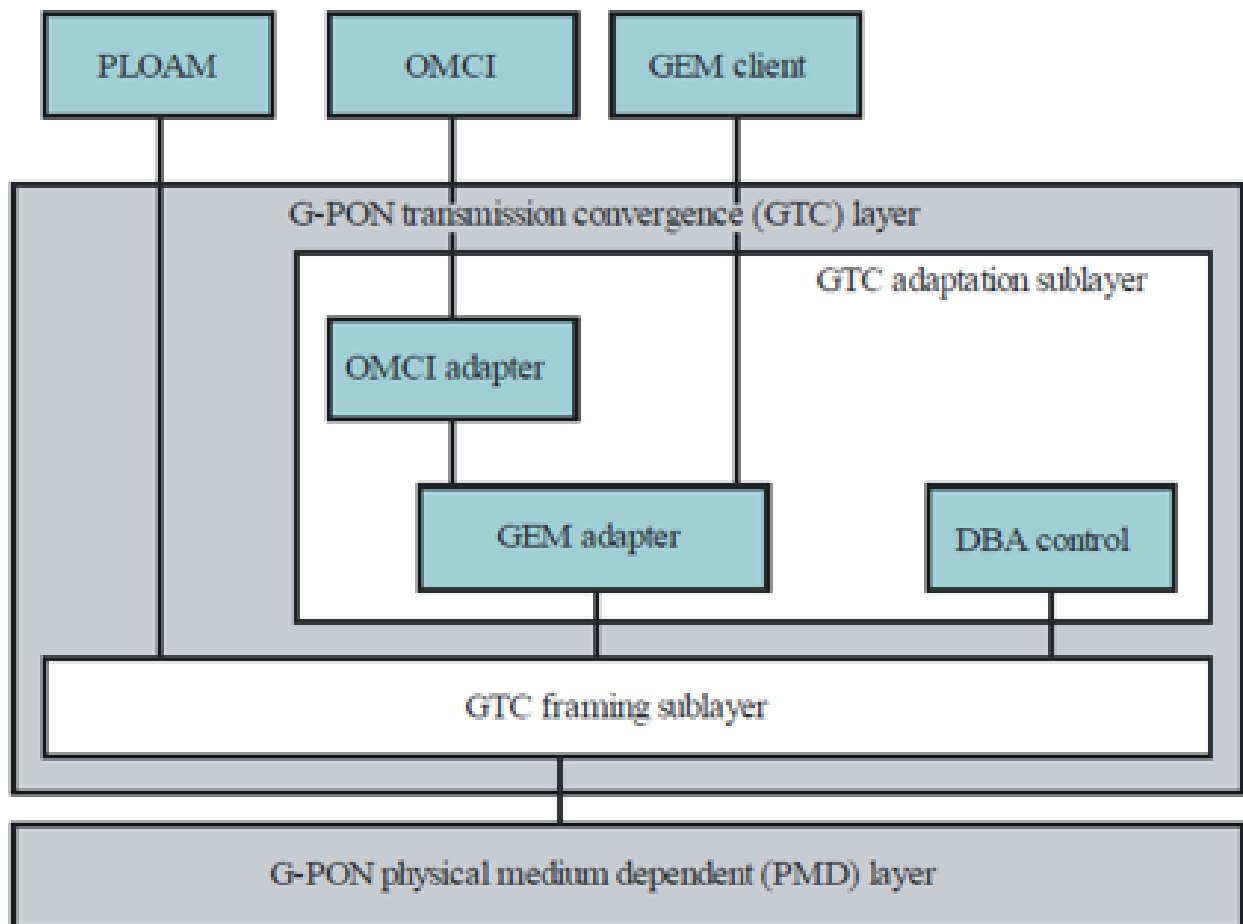 PLOAM
OMCI
GEM client
G-PON transmission convergence (GTC) layer
GTC adaptation sublayer
OMCI adapter
GEM adapter
DBA control
GTC framing sublayer
G-PON physical medium dependent (PMD) layer